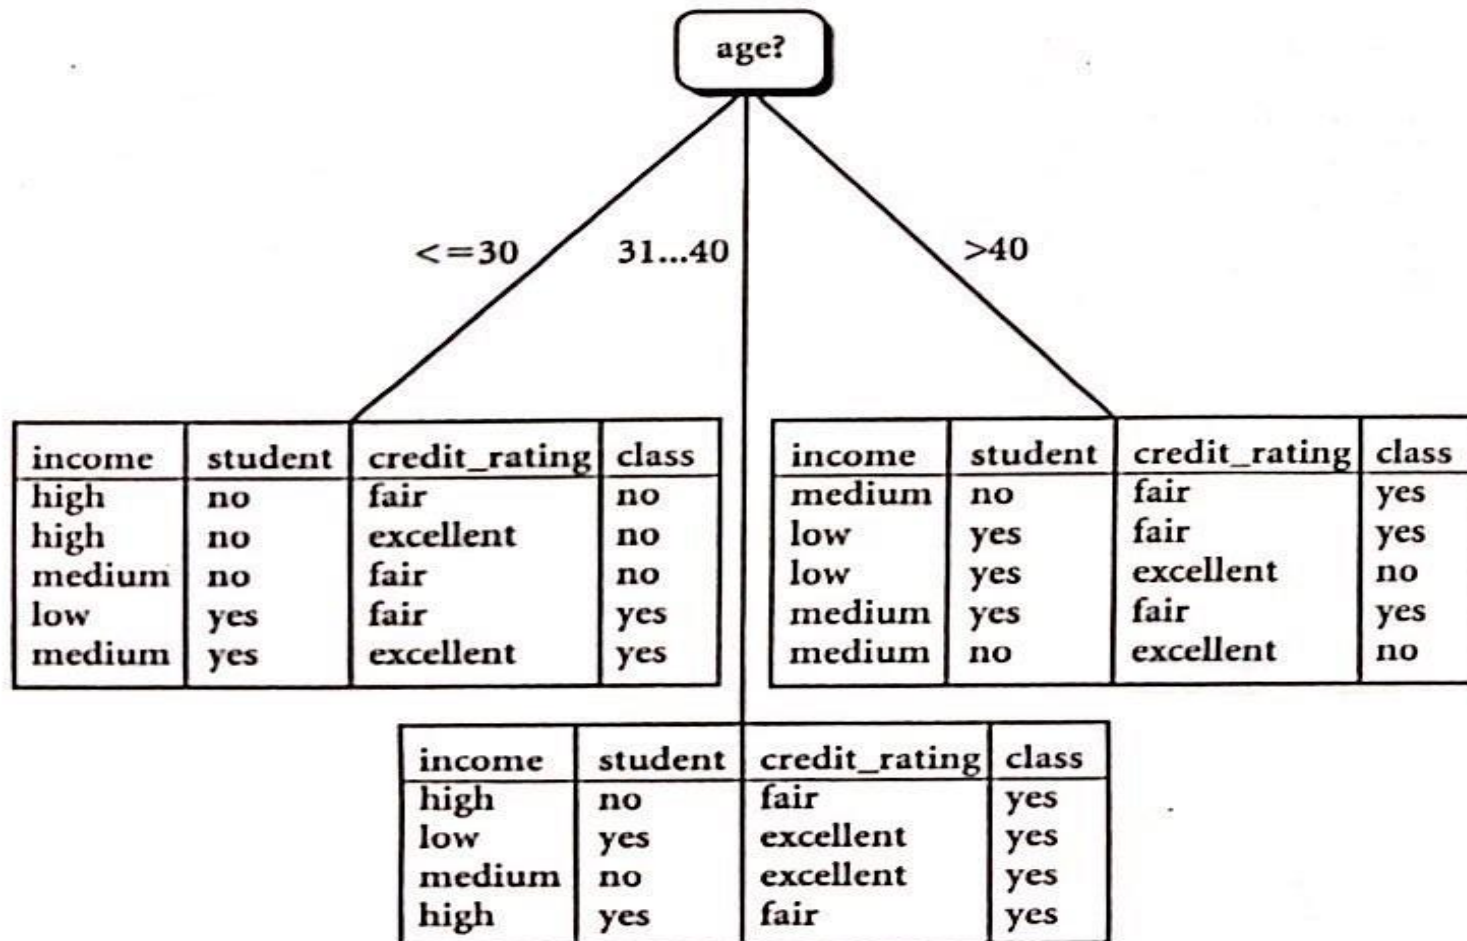 age?
<=30 31...40 >40
income student credit_rating class
high no fair no
high no excellent no
medium no fair no
low yes fair yes
medium yes excellent yes
income student credit_rating class
medium no fair yes
low yes fair yes
low yes excellent no
medium yes fair yes
medium no excellent no
income student credit_rating class
high no fair yes
low yes excellent yes
medium no excellent yes
high yes fair yes